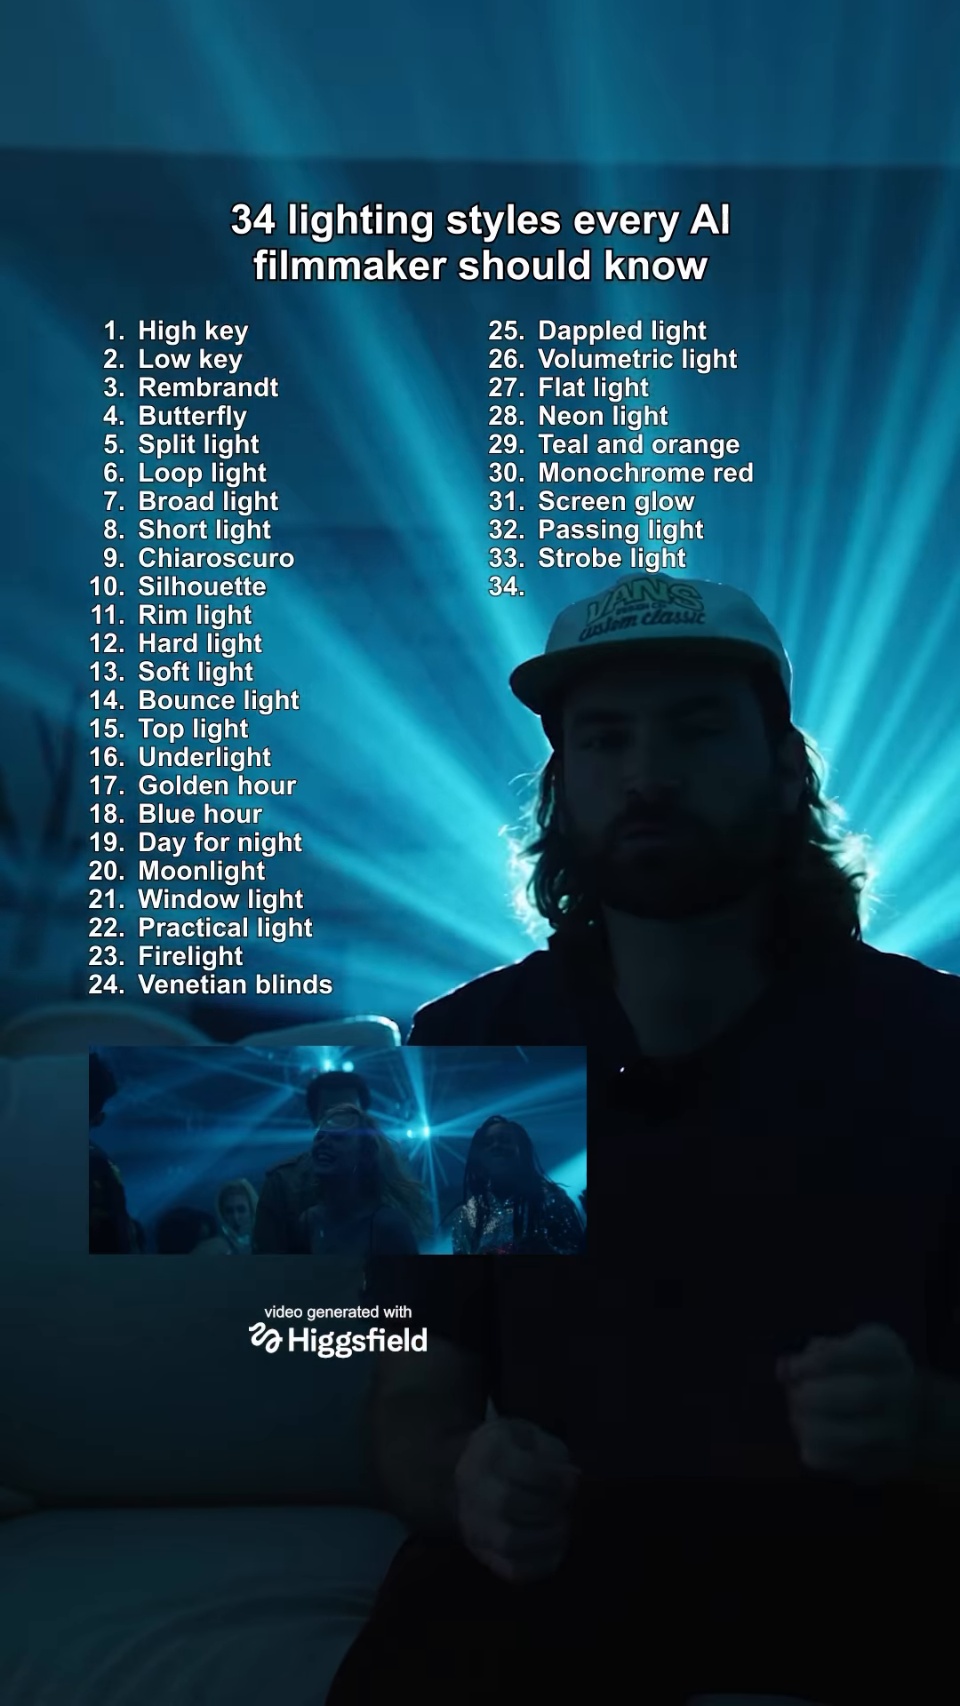 34 lighting styles every AI
filmmaker should know
1. High key
2. Low key
3. Rembrandt
4. Butterfly
5. Split light
6. Loop light
7. Broad light
8. Short light
9. Chiaroscuro
10. Silhouette
11. Rim light
12. Hard light
13. Soft light
14. Bounce light
15. Top light
16. Underlight
17. Golden hour
18. Blue hour
19. Day for night
20. Moonlight
21. Window light
22. Practical light
23. Firelight
24. Venetian blinds
25. Dappled light
26. Volumetric light
27. Flat light
28. Neon light
29. Teal and orange
30. Monochrome red
31. Screen glow
32. Passing light
33. Strobe light
34.
VANS
custom classic
video generated with
Higgsfield